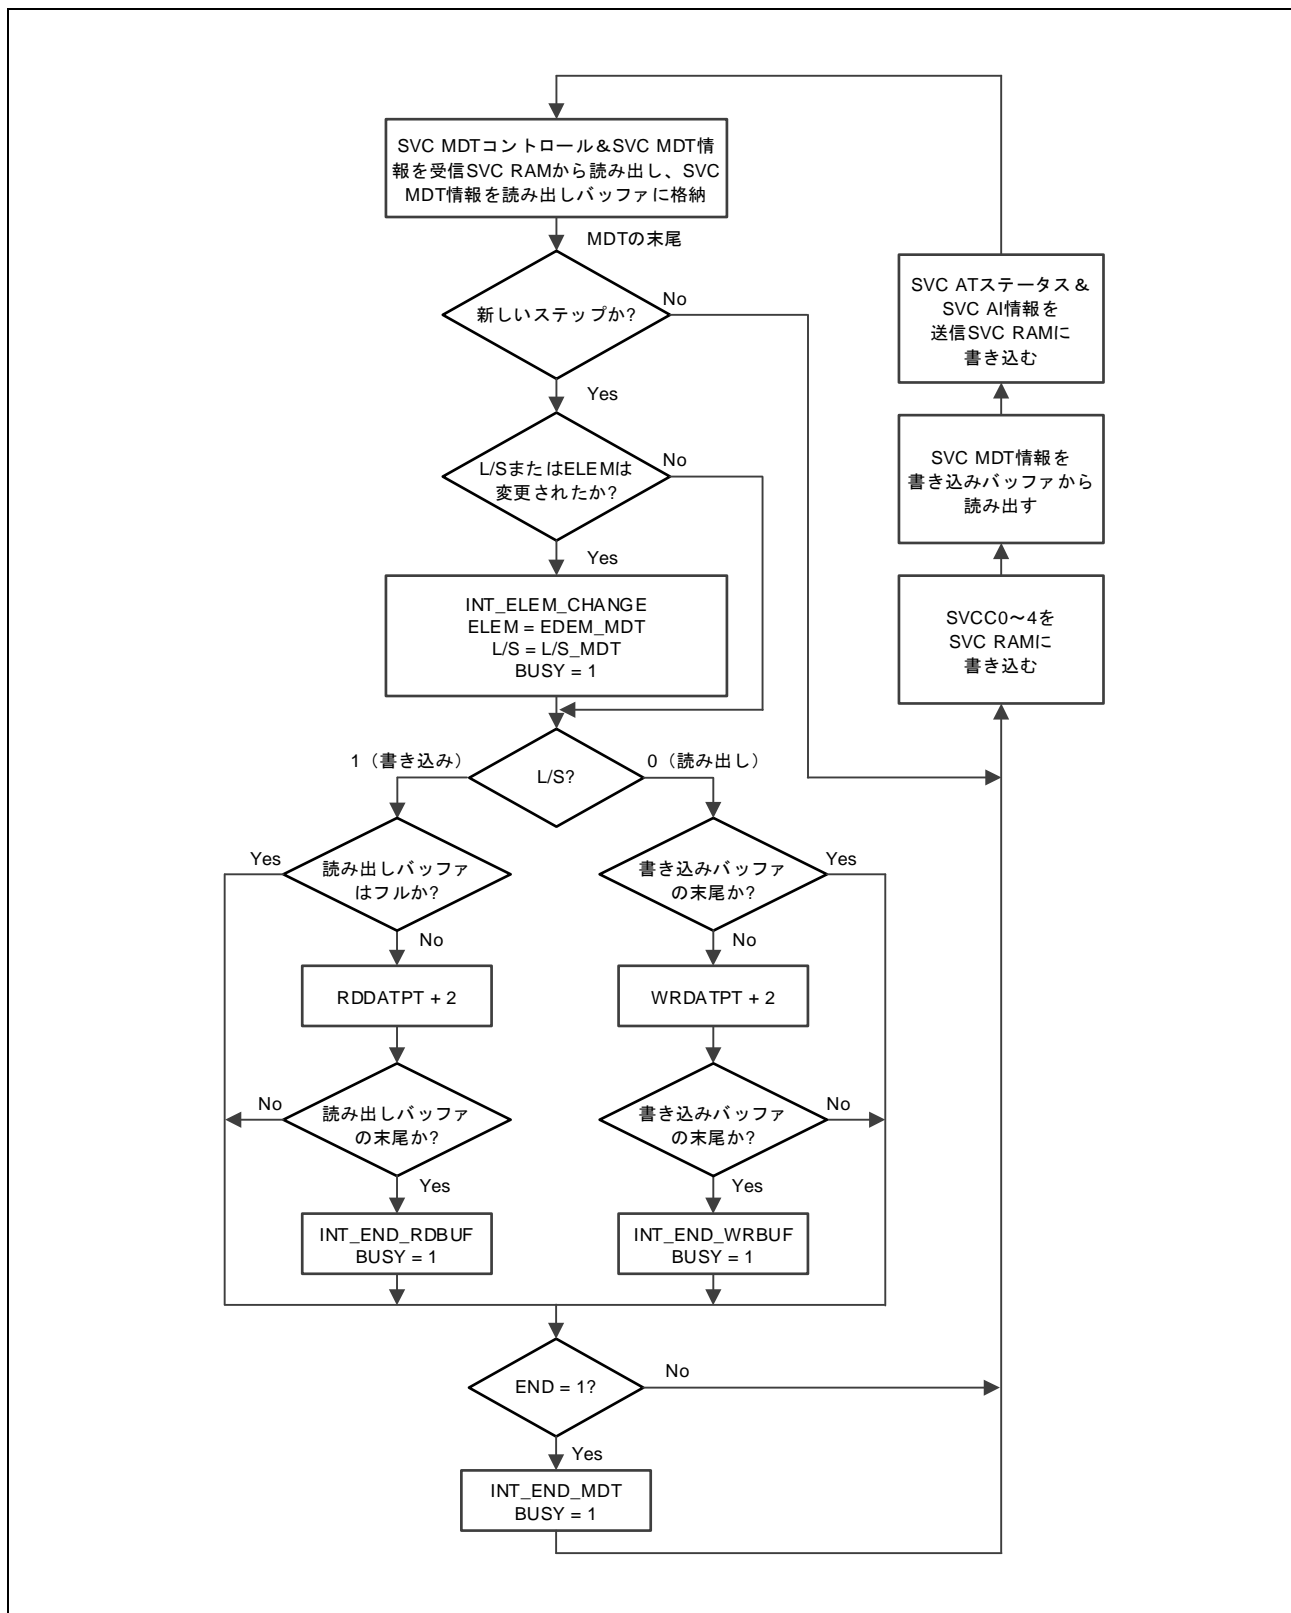 SVC MDTコントロール&SVC MDT情
報を受信SVC RAMから読み出し、SVC
MDT情報を読み出しバッファに格納
MDTの末尾
新しいステップか?
No
Yes
L/SまたはELEMは
変更されたか?
No
Yes
INT_ELEM_CHANGE
ELEM = EDEM_MDT
L/S = L/S_MDT
BUSY = 1
SVC ATステータス&
SVC AI情報を
送信SVC RAMに
書き込む
SVC MDT情報を
書き込みバッファから
読み出す
SVCC0～4を
SVC RAMに
書き込む
1（書き込み）
L/S?
0（読み出し）
Yes
読み出しバッファ
はフルか?
No
書き込みバッファ
の末尾か?
Yes
No
RDDATPT + 2
WRDATPT + 2
No
読み出しバッファ
の末尾か?
Yes
書き込みバッファ
の末尾か?
No
Yes
INT_END_RDBUF
BUSY = 1
INT_END_WRBUF
BUSY = 1
END = 1?
No
Yes
INT_END_MDT
BUSY = 1